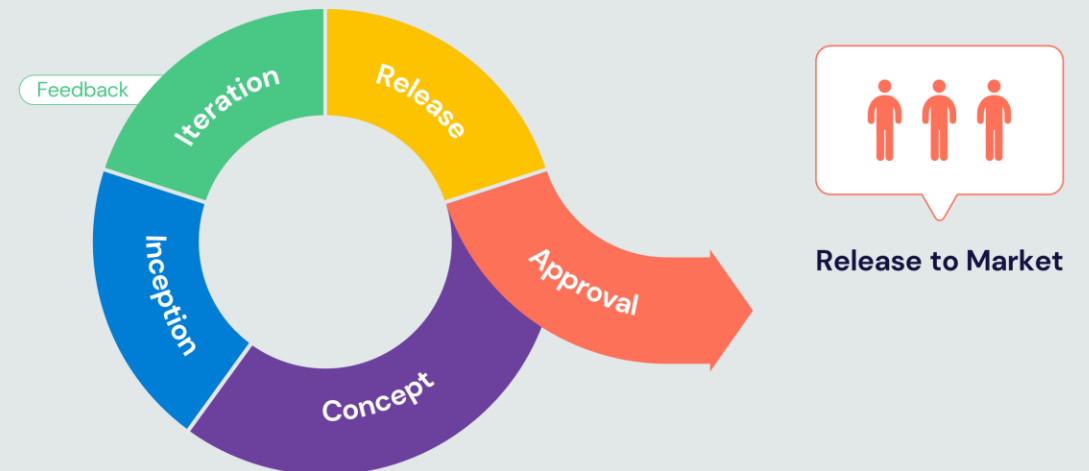 Feedback
Iteration
Release
Inception
Approval
Concept
Release to Market